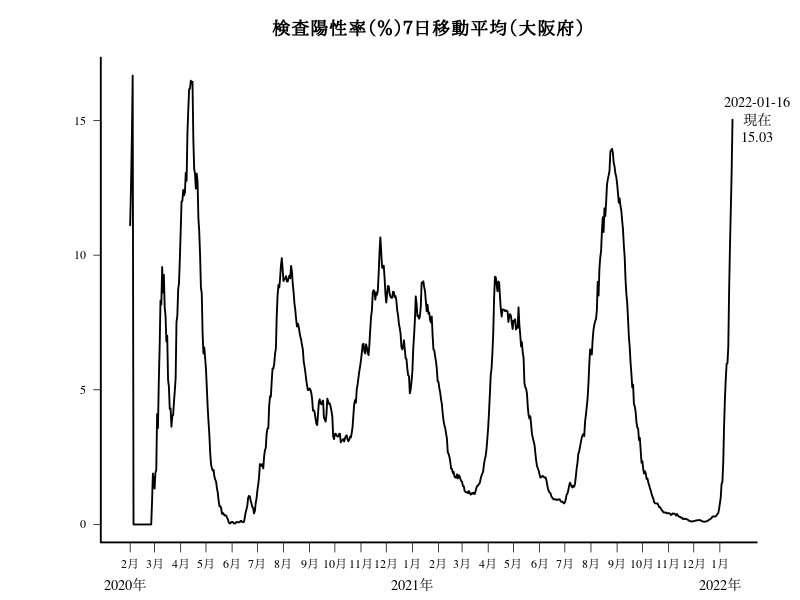 検査陽性率(%)7日移動平均(大阪府)
2022-01-16
現在
15.03
15
10
5
0
2月 3月 4月 5月 6月 7月 8月 9月 10月 11月 12月 1月 2月 3月 4月 5月 6月 7月 8月 9月 10月 11月 12月 1月
2020年 2021年 2022年